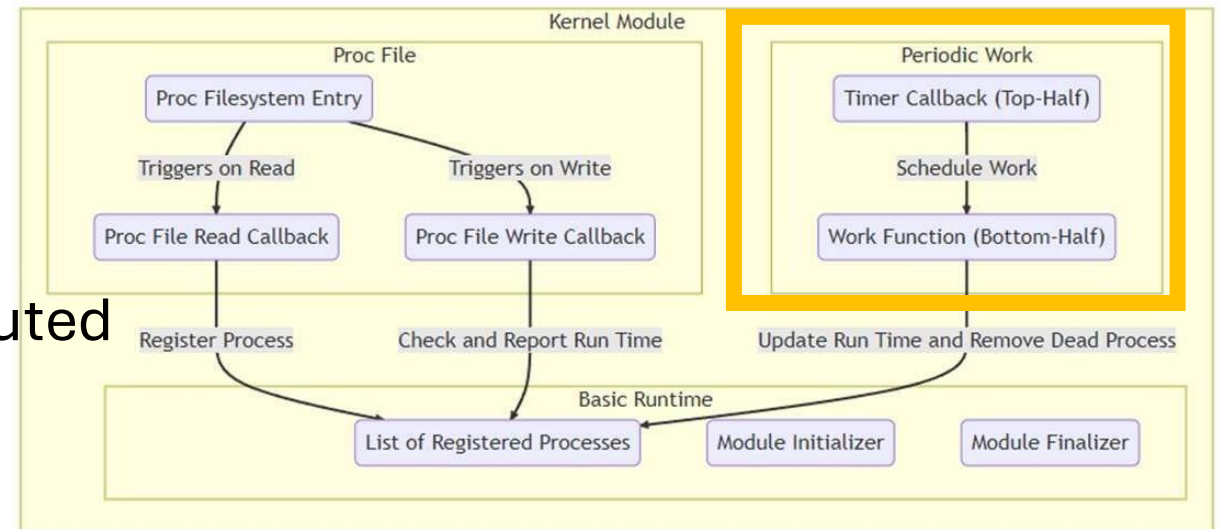 Kernel Module
Proc File
Periodic Work
Proc Filesystem Entry
Timer Callback (Top-Half)
Triggers on Read
Triggers on Write
Schedule Work
Proc File Read Callback
Proc File Write Callback
Work Function (Bottom-Half)
uted
Register Process
Check and Report Run Time
Update Run Time and Remove Dead Process
Basic Runtime
List of Registered Processes
Module Initializer
Module Finalizer